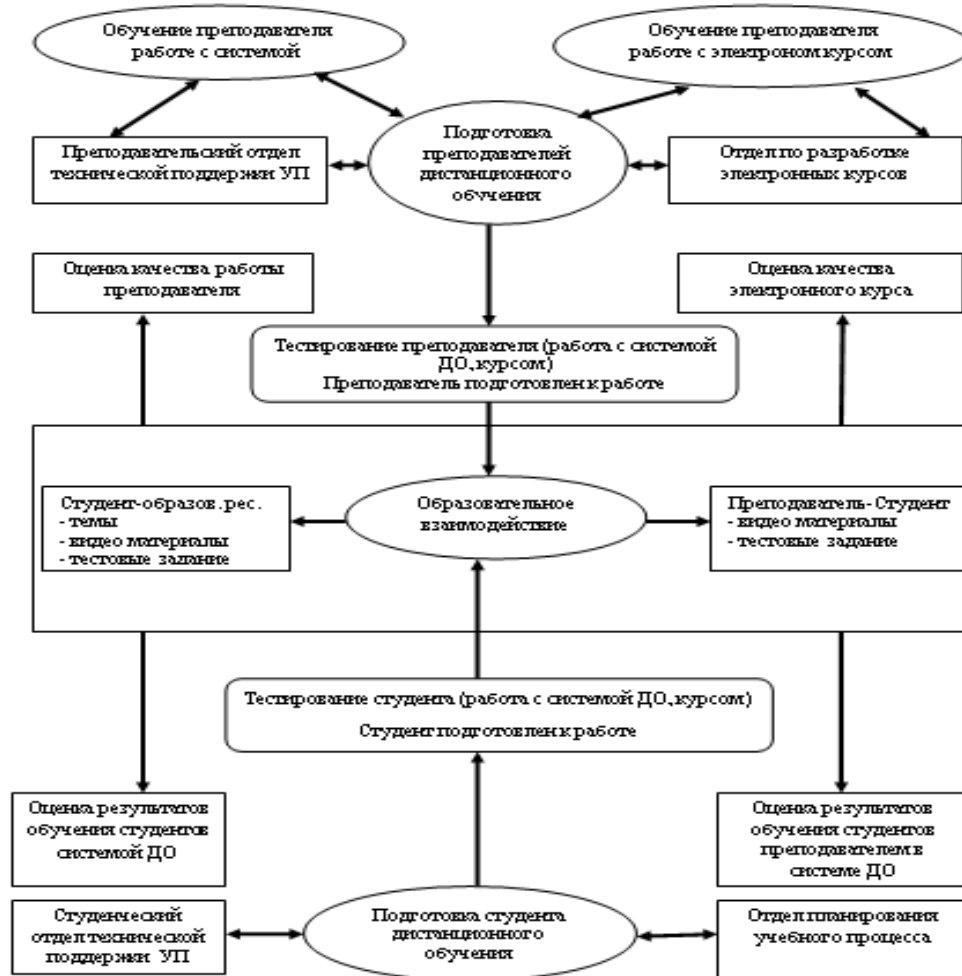 Обучение преподавателя
работе с системой
Обучение преподавателя
работе с электроном курсом
Преподавательский отдел
технической поддержки УП
Подготовка
преподавателей
дистанционного
обучения
Отдел по разработке
электронных курсов
Оценка качества работы
преподавателя
Оценка качества
электронного курса
Тестирование преподавателя (работа с системой
ДО, курсом)
Преподаватель подготовлен к работе
Студент-образов. рес.
- темы
- видео материалы
- тестовые задание
Образовательное
взаимодействие
Преподаватель- Студент
- видео материалы
- тестовые задание
Тестирование студента (работа с системой ДО, курсом)
Студент подготовлен к работе
Оценка результатов
обучения студентов
системой ДО
Оценка результатов
обучения студентов
преподавателем в
системе ДО
Студенческий
отдел технической
поддержки УП
Подготовка студента
дистанционного
обучения
Отдел планирования
учебного процесса